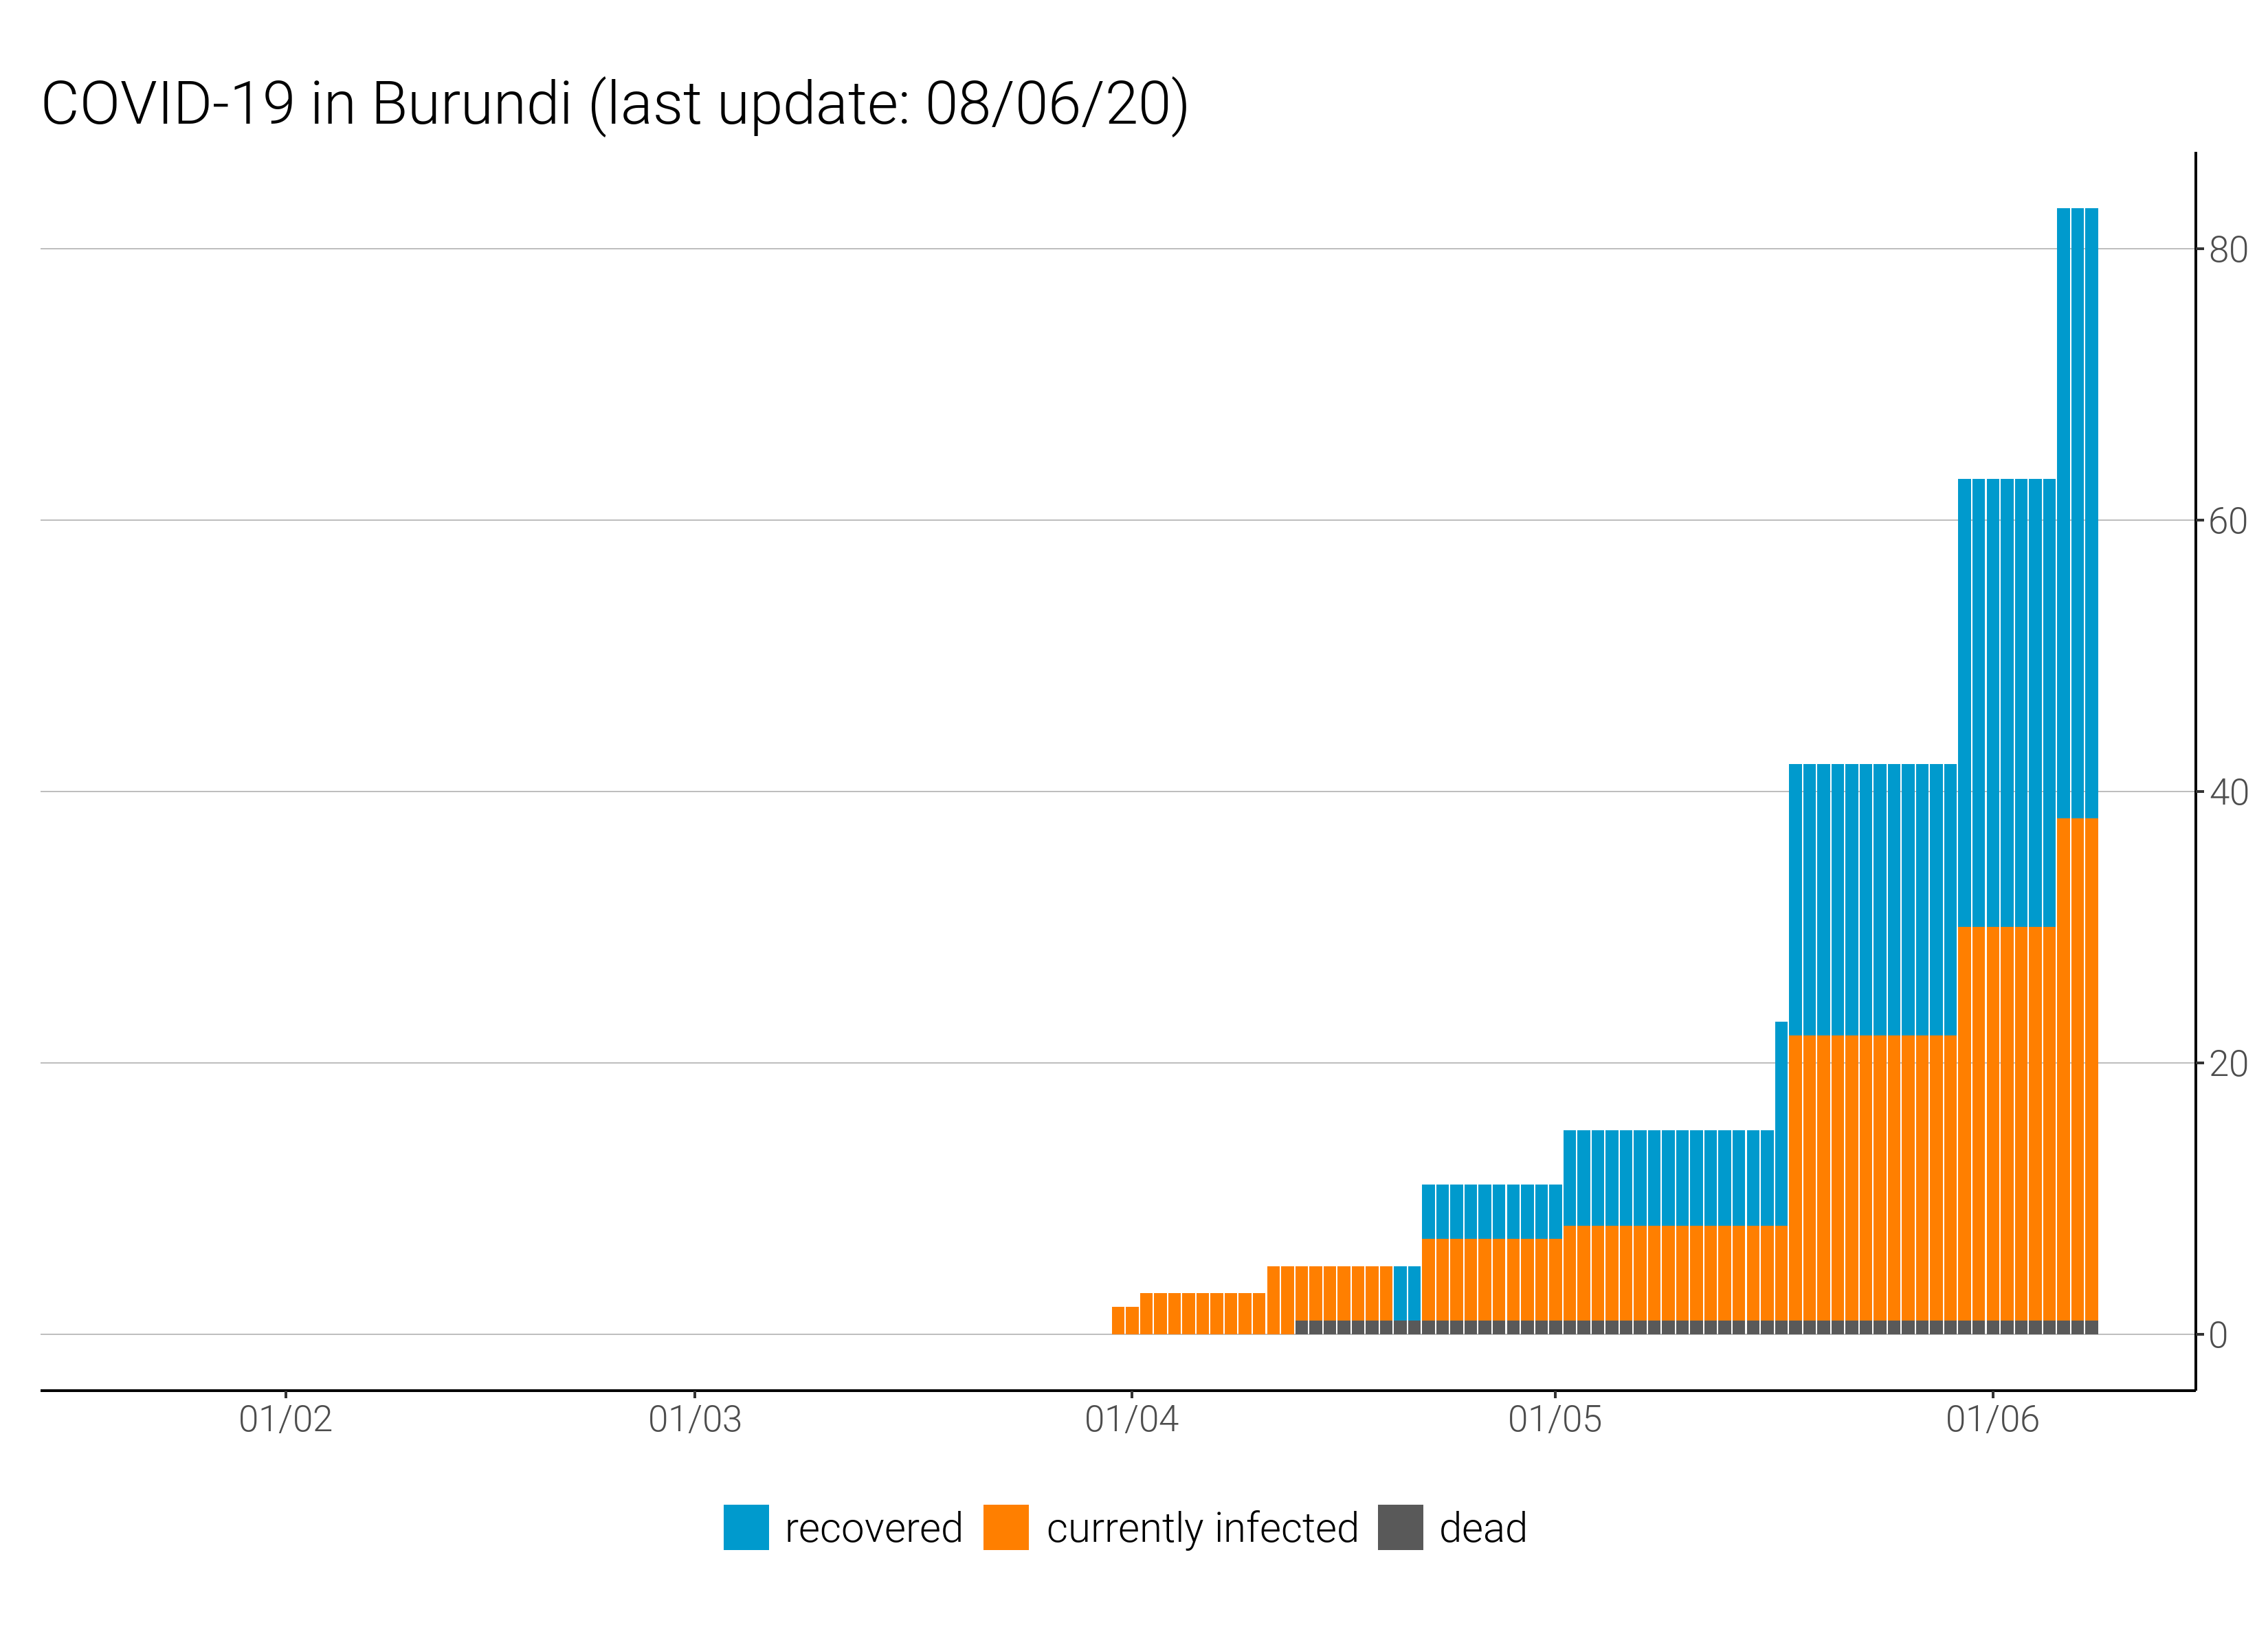 COVID-19 in Burundi (last update: 08/06/20)
80
60
40
20
0
01/02 01/03 01/04 01/05 01/06
recovered currently infected dead